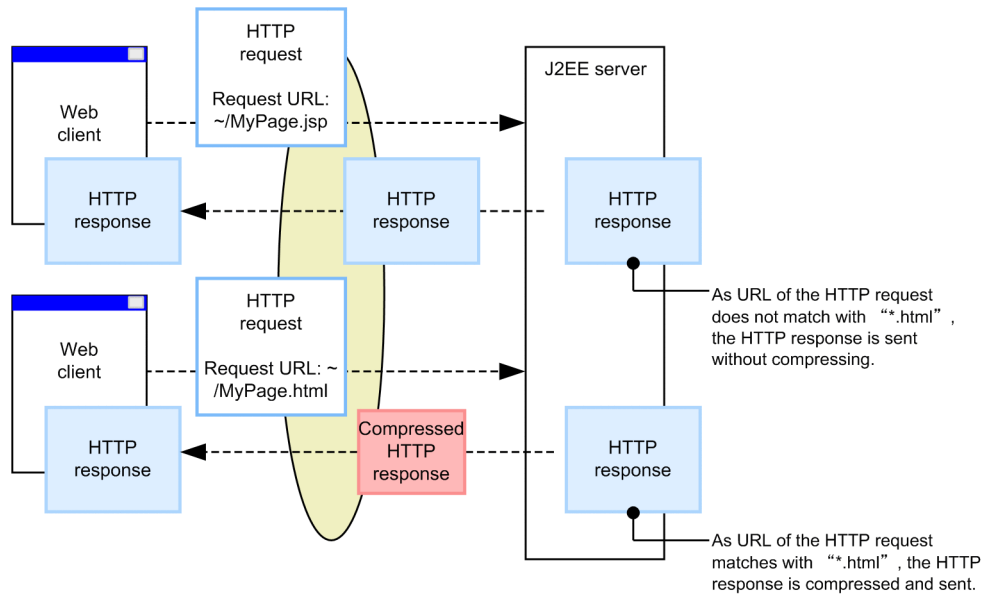 HTTP
request
Request URL:
~/MyPage.jsp
J2EE server
Web
client
HTTP
response
HTTP
response
HTTP
response
As URL of the HTTP request
does not match with “*.html”,
the HTTP response is sent
without compressing.
HTTP
request
Request URL: ~
/MyPage.html
Web
client
HTTP
response
Compressed
HTTP
response
HTTP
response
As URL of the HTTP request
matches with “*.html”, the HTTP
response is compressed and sent.